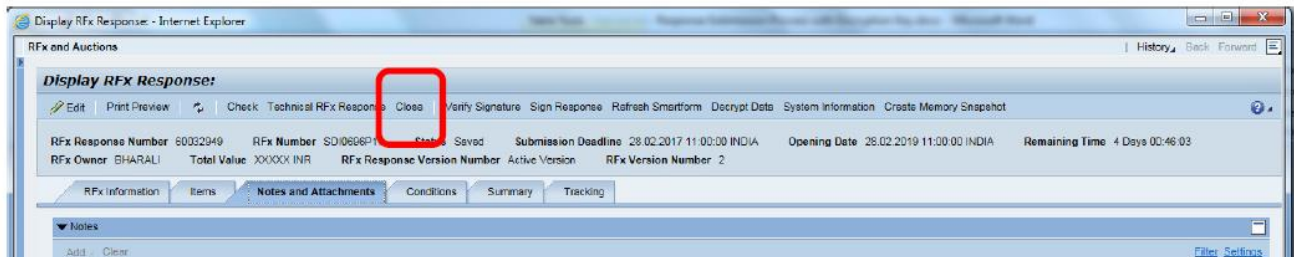 Display RFx Response: - Internet Explorer
RFx and Auctions | History Back Forward
Display RFx Response:
Edit Print Preview Check Technical RFx Response Close Verify Signature Sign Response Refresh Smartform Decrypt Data System Information Create Memory Snapshot
RFx Response Number 60032949 RFx Number Status Saved Submission Deadline 28.02.2017 11:00:00 INDIA Opening Date 28.02.2019 11:00:00 INDIA Remaining Time 4 Days 00:46:03
RFx Owner BHARALI Total Value XXXXX INR RFx Response Version Number Active Version RFx Version Number 2
RFx Information Items Notes and Attachments Conditions Summary Tracking
Notes
Add Clear Filter Settings